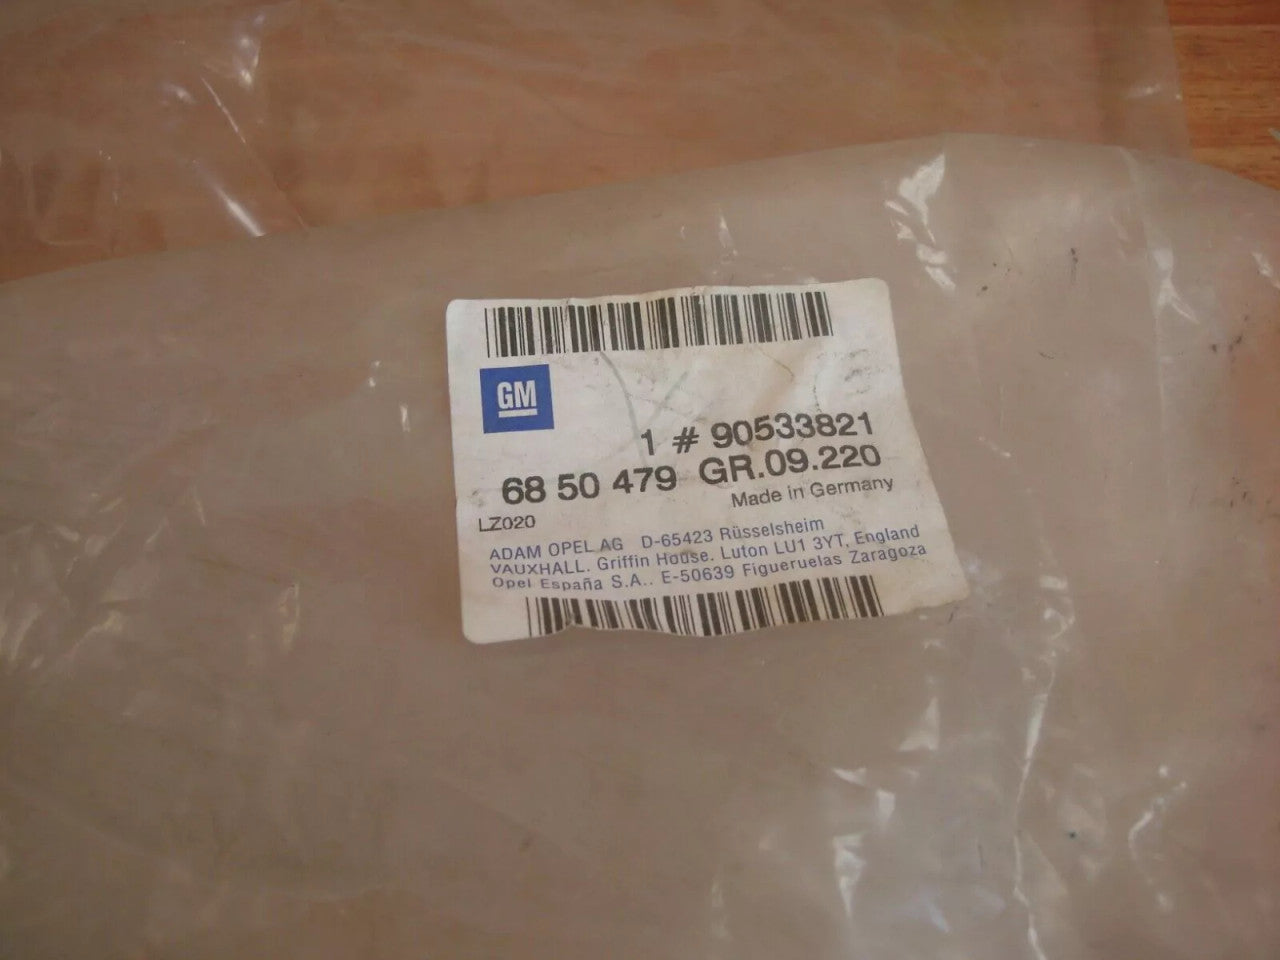 GM
1 # 90533821
68 50 479 GR.09.220
Made in Germany
LZ020
ADAM OPEL AG D-65423 Rüsselsheim
VAUXHALL. Griffin House. Luton LU1 3YT, England
Opel España S.A.. E-50639 Figueruelas Zaragoza